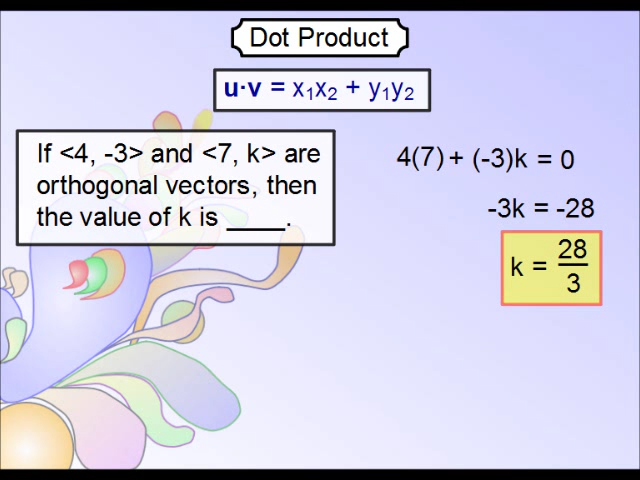 Dot Product
u·v = x₁x₂ + y₁y₂
If <4, -3> and <7, k> are
orthogonal vectors, then
the value of k is ____.
4(7) + (-3)k = 0
-3k = -28
k = 28/3